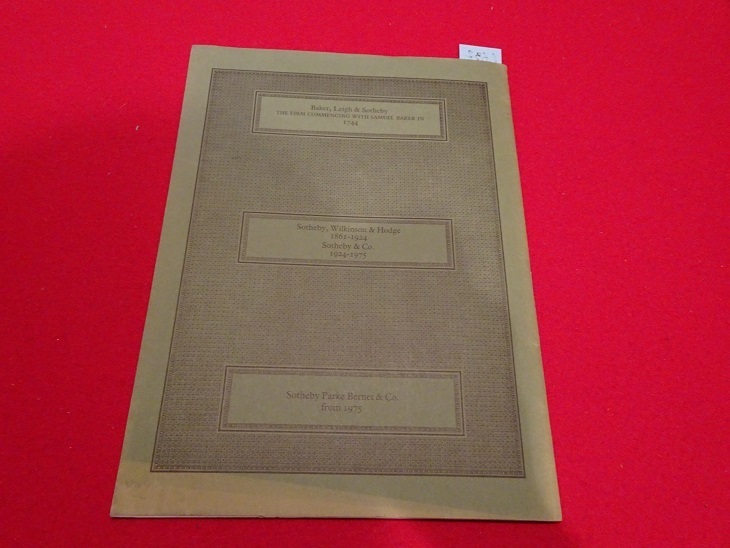 Baker, Leigh & Sotheby
THE FIRM COMMENCING WITH SAMUEL BAKER IN
1744
Sotheby, Wilkinson & Hodge
1861-1924
Sotheby & Co.
1924-1975
Sotheby Parke Bernet & Co.
from 1975